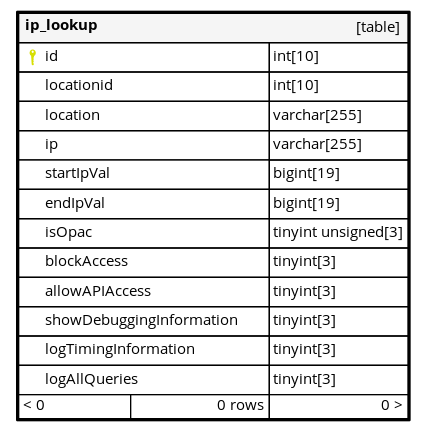 ip_lookup [table]
id int[10]
locationid int[10]
location varchar[255]
ip varchar[255]
startIpVal bigint[19]
endIpVal bigint[19]
isOpac tinyint unsigned[3]
blockAccess tinyint[3]
allowAPIAccess tinyint[3]
showDebuggingInformation tinyint[3]
logTimingInformation tinyint[3]
logAllQueries tinyint[3]
< 0 0 rows 0 >